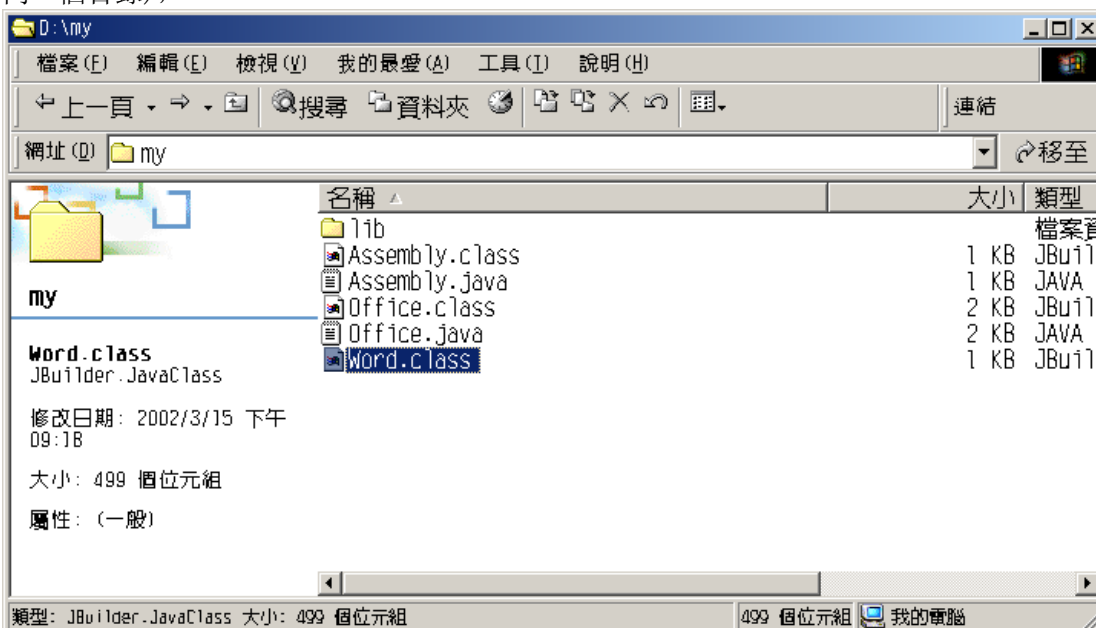 D:\my
檔案(F) 編輯(E) 檢視(V) 我的最愛(A) 工具(T) 說明(H)
上一頁 搜尋 資料夾 連結
網址(D) my 移至
名稱 大小 類型
lib
Assembly.class 1 KB JBuil
Assembly.java 1 KB JAVA
Office.class 2 KB JBuil
Office.java 2 KB JAVA
Word.class 1 KB JBuil
my
Word.class
JBuilder.JavaClass
修改日期: 2002/3/15 下午
09:18
大小: 499 個位元組
屬性: (一般)
類型: JBuilder.JavaClass 大小: 499 個位元組 499 個位元組 我的電腦